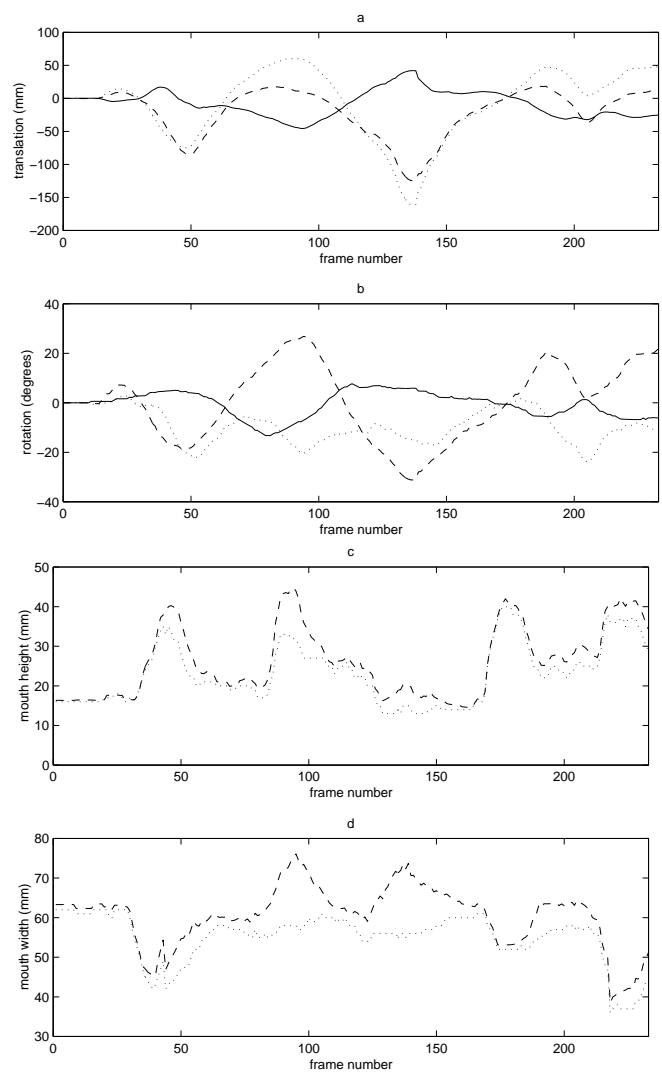 a
100
50
0
−50
−100
−150
−200
translation (mm)
0 50 100 150 200
frame number
b
40
20
0
−20
−40
rotation (degrees)
0 50 100 150 200
frame number
c
50
40
30
20
10
0
mouth height (mm)
0 50 100 150 200
frame number
d
80
70
60
50
40
30
mouth width (mm)
0 50 100 150 200
frame number